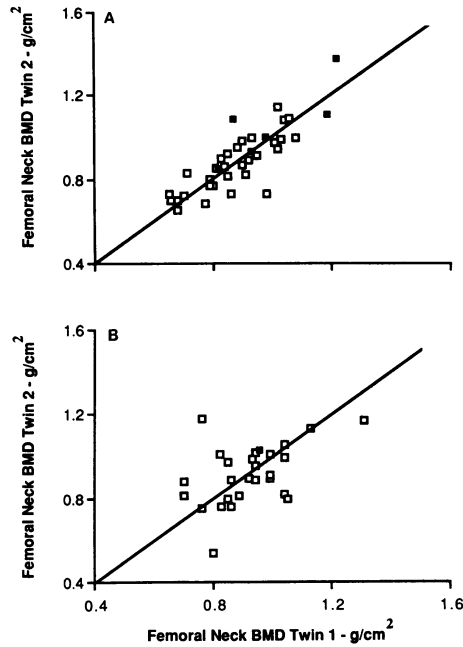 A
Femoral Neck BMD Twin 2 - g/cm²
1.6
1.2
0.8
0.4
B
Femoral Neck BMD Twin 2 - g/cm²
1.6
1.2
0.8
0.4
0.4 0.8 1.2 1.6
Femoral Neck BMD Twin 1 - g/cm²